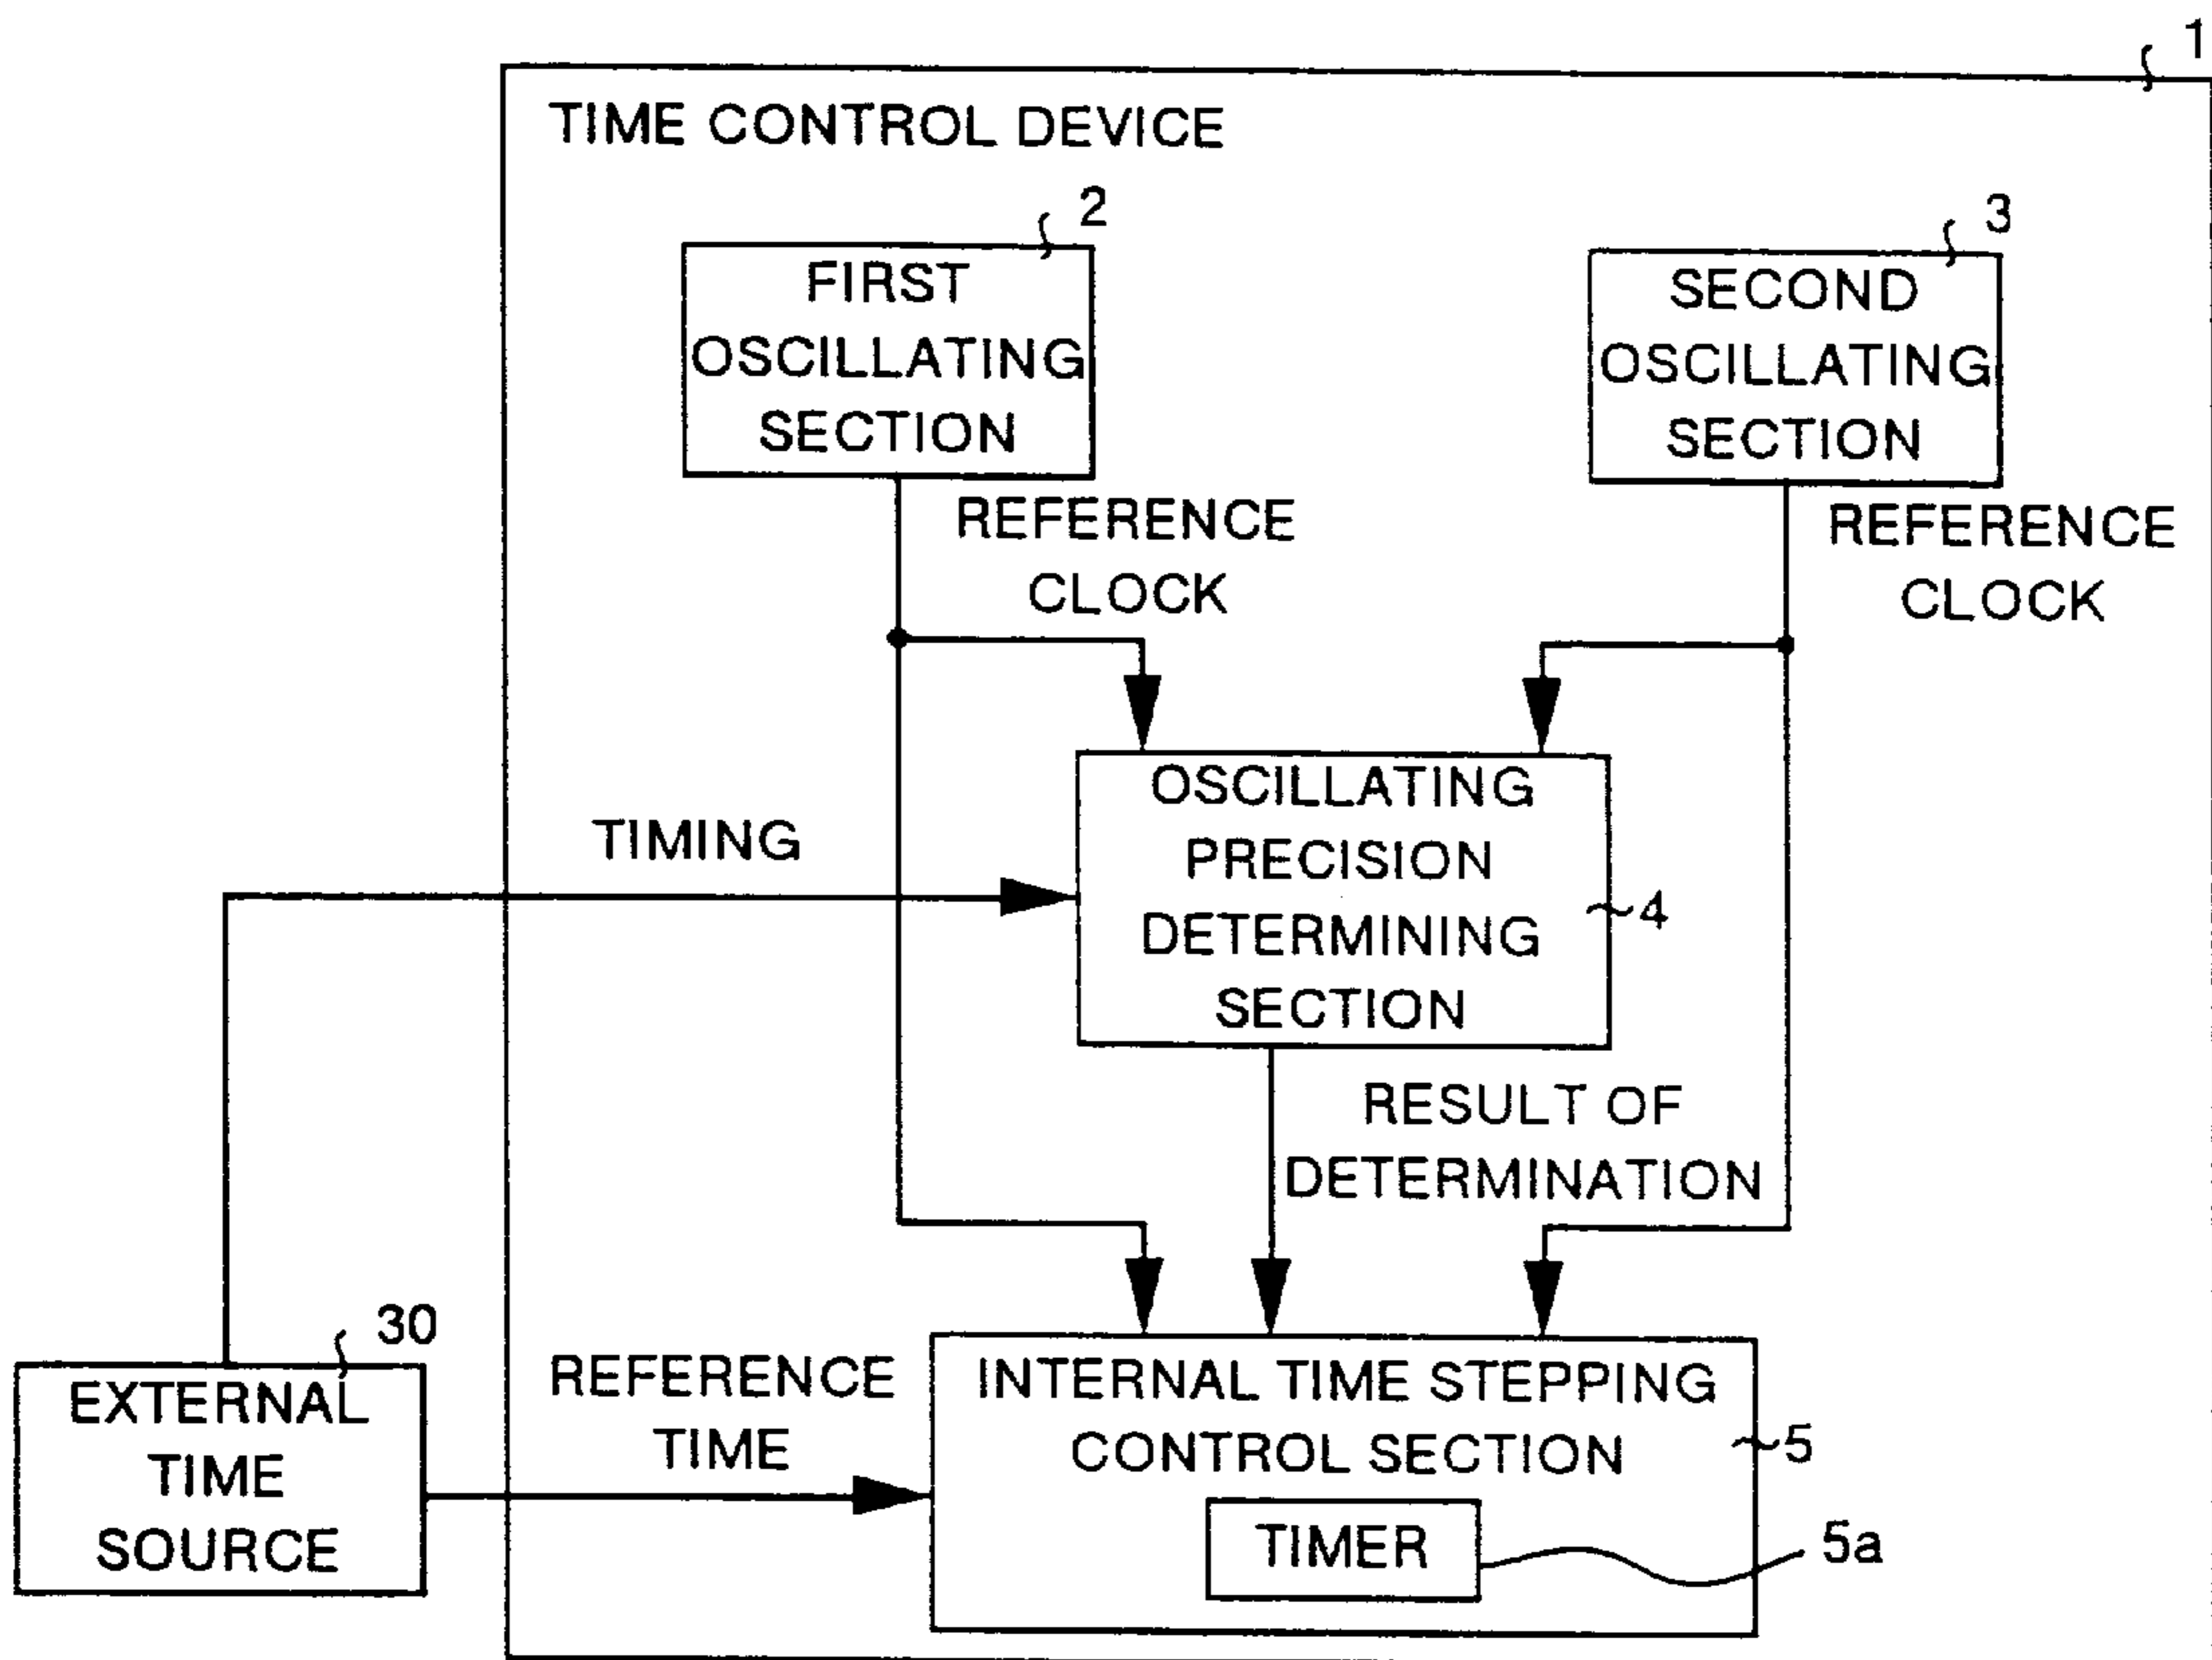 1
TIME CONTROL DEVICE
2
3
FIRST
OSCILLATING
SECTION
SECOND
OSCILLATING
SECTION
REFERENCE
CLOCK
REFERENCE
CLOCK
TIMING
OSCILLATING
PRECISION
DETERMINING
SECTION
4
RESULT OF
DETERMINATION
30
EXTERNAL
TIME
SOURCE
REFERENCE
TIME
INTERNAL TIME STEPPING
CONTROL SECTION
5
TIMER
5a